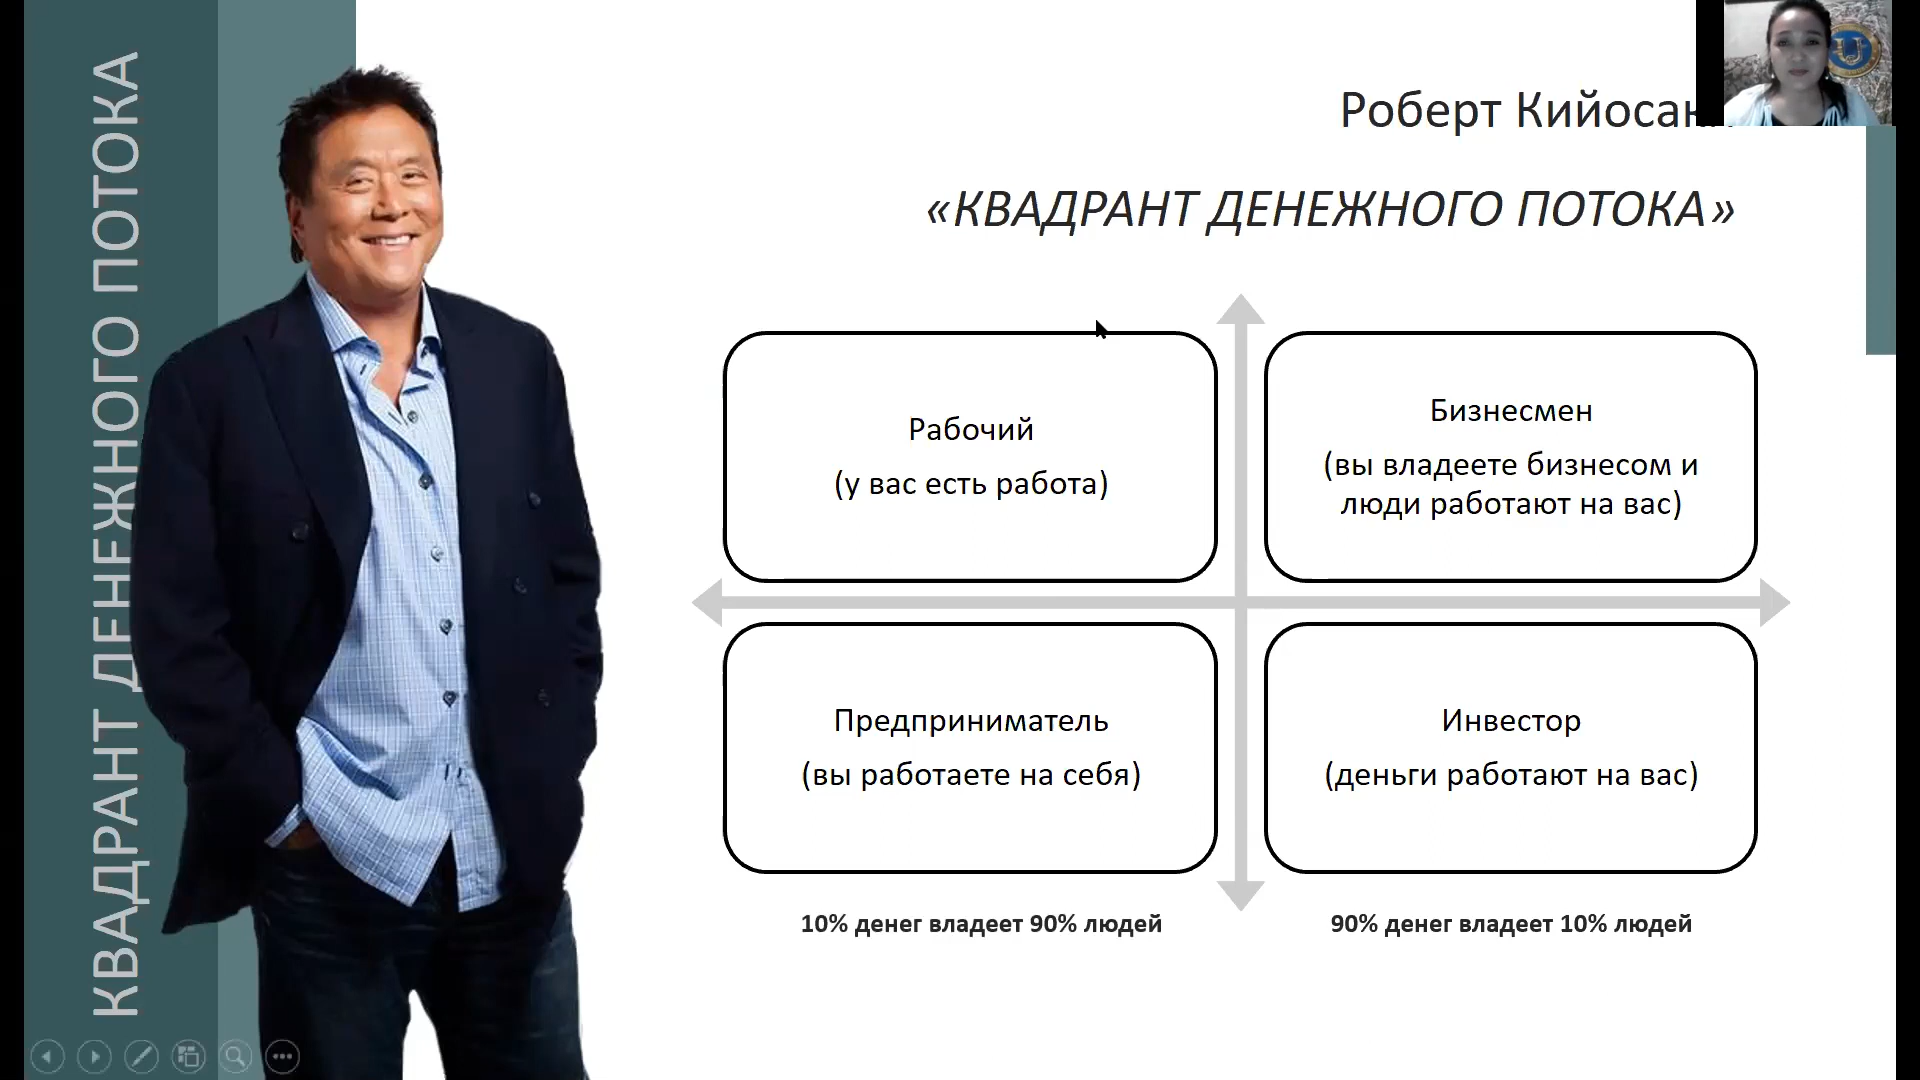 КВАДРАНТ ДЕНЕЖНОГО ПОТОКА
Роберт Кийосаки
«КВАДРАНТ ДЕНЕЖНОГО ПОТОКА»
Рабочий
(у вас есть работа)
Бизнесмен
(вы владеете бизнесом и
люди работают на вас)
Предприниматель
(вы работаете на себя)
Инвестор
(деньги работают на вас)
10% денег владеет 90% людей
90% денег владеет 10% людей